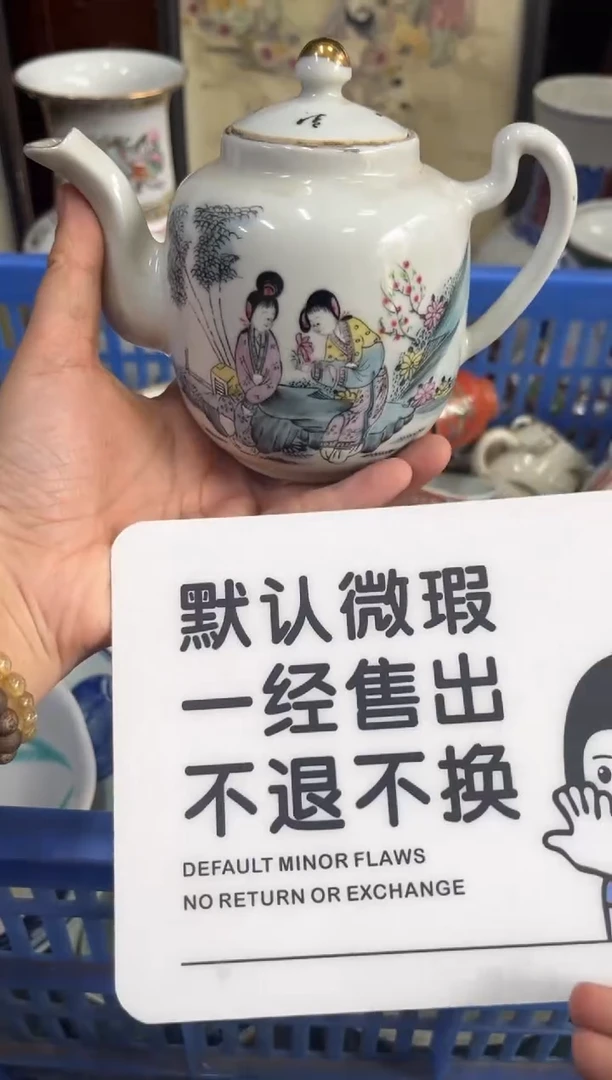 默认微瑕
一经售出
不退不换
DEFAULT MINOR FLAWS
NO RETURN OR EXCHANGE